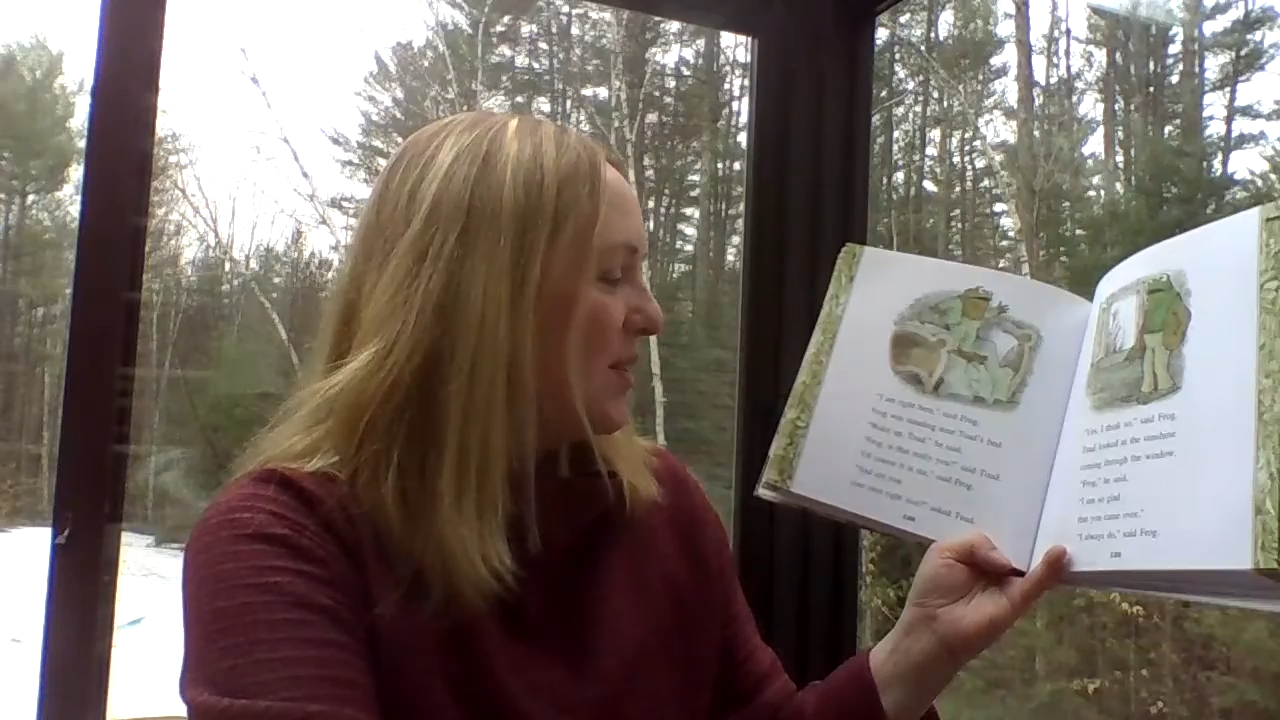 "I am right here," said Frog.
Frog was standing near Toad's bed.
"Wake up, Toad," he said.
"Frog, is that really you?" said Toad.
"Of course it is me," said Frog.
"And are you
your own right size?" asked Toad.
"Yes, I think so," said Frog.
Toad looked at the sunshine
coming through the window.
"Frog," he said,
"I am so glad
that you came over."
"I always do," said Frog.